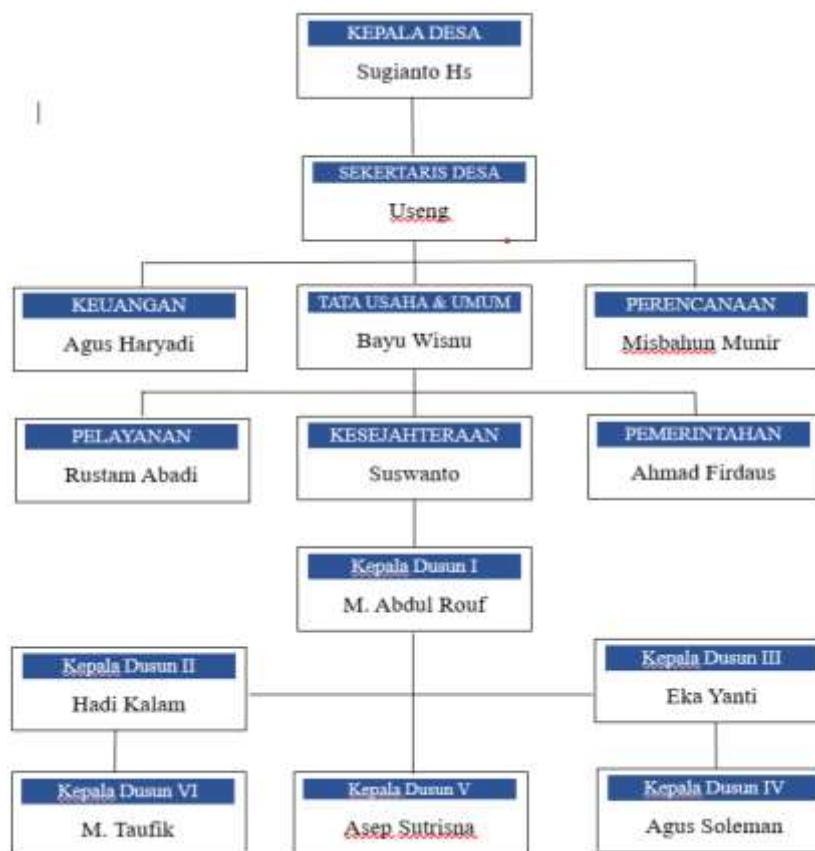 KEPALA DESA
Sugianto Hs
SEKERTARIS DESA
Useng
KEUANGAN
Agus Haryadi
TATA USAHA & UMUM
Bayu Wisnu
PERENCANAAN
Misbahun Munir
PELAYANAN
Rustam Abadi
KESEJAHTERAAN
Suswanto
PEMERINTAHAN
Ahmad Firdaus
Kepala Dusun I
M. Abdul Rouf
Kepala Dusun II
Hadi Kalam
Kepala Dusun III
Eka Yanti
Kepala Dusun VI
M. Taufik
Kepala Dusun V
Asep Sutrisna
Kepala Dusun IV
Agus Soleman